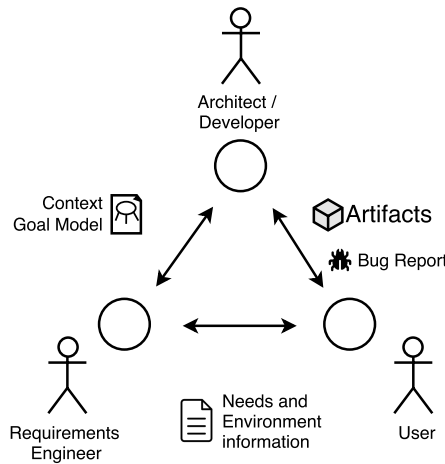 Architect /
Developer
Context
Goal Model
Artifacts
Bug Report
Needs and
Environment
information
Requirements
Engineer
User